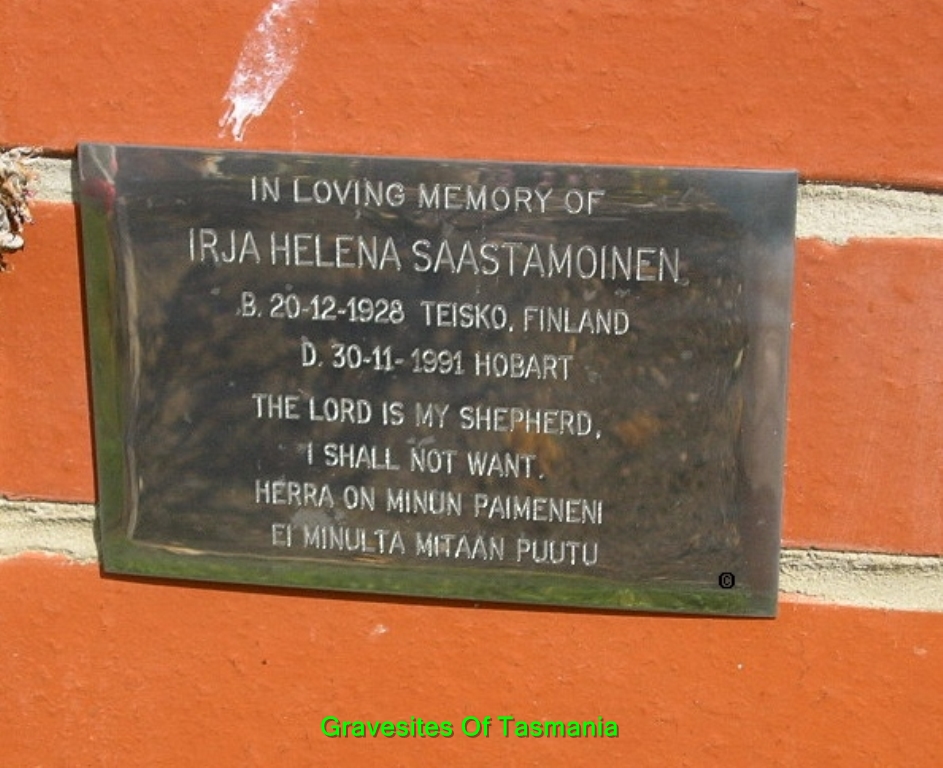 IN LOVING MEMORY OF
IRJA HELENA SAASTAMOINEN
B. 20-12-1928 TEISKO, FINLAND
D. 30-11-1991 HOBART
THE LORD IS MY SHEPHERD,
I SHALL NOT WANT.
HERRA ON MINUN PAIMENENI
EI MINULTA MITAAN PUUTU
©
Gravesites Of Tasmania